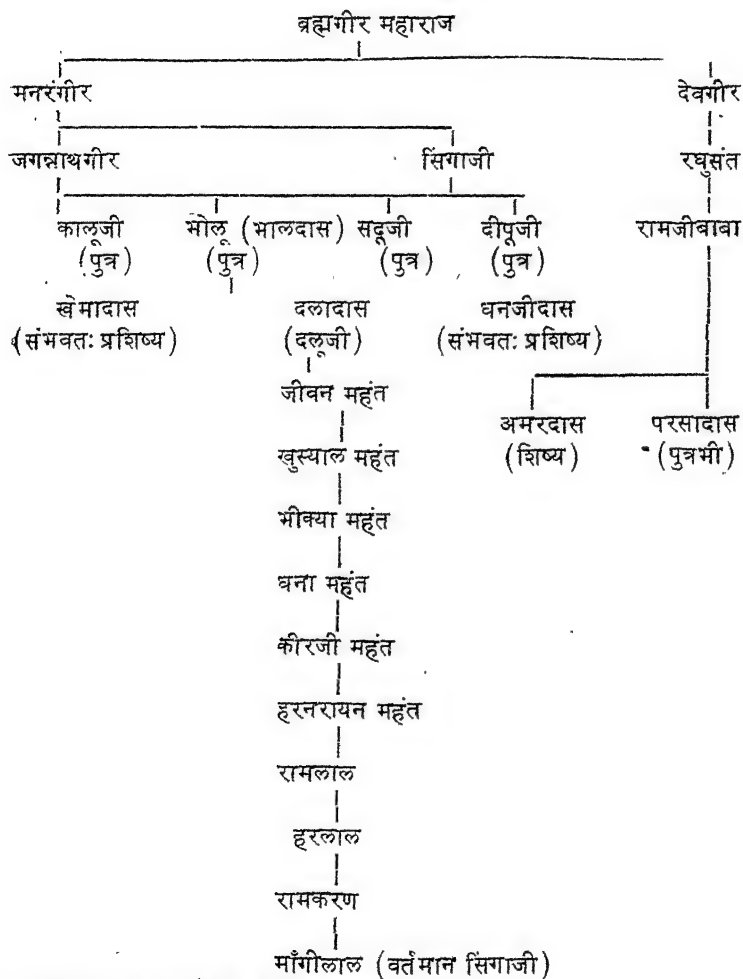 ब्रह्मगीर महाराज
मनरंगीर देवगीर
जगन्नाथगीर सिंगाजी रघुसंत
कालूजी भोलू (भालदास) सदूजी दीपूजी रामजीबाबा
(पुत्र) (पुत्र) (पुत्र) (पुत्र)
खेमादास दलादास धनजीदास
(संभवतः प्रशिष्य) (दलूजी) (संभवतः प्रशिष्य)
जीवन महंत
अमरदास परसादास
(शिष्य) (पुत्रभी)
खुस्याल महंत
भीक्या महंत
घना महंत
कीरजी महंत
हरनरायन महंत
रामलाल
हरलाल
रामकरण
माँगीलाल (वर्तमान सिंगाजी)